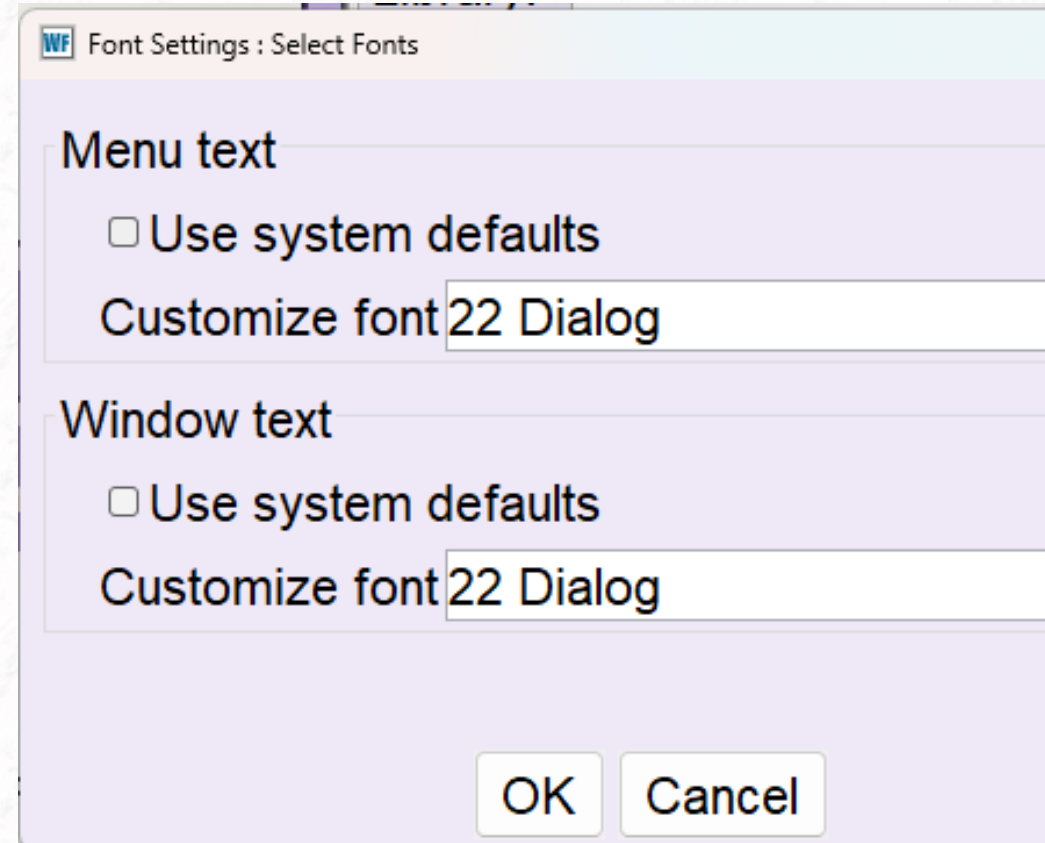 WF Font Settings : Select Fonts
Menu text
Use system defaults
Customize font 22 Dialog
Window text
Use system defaults
Customize font 22 Dialog
OK Cancel